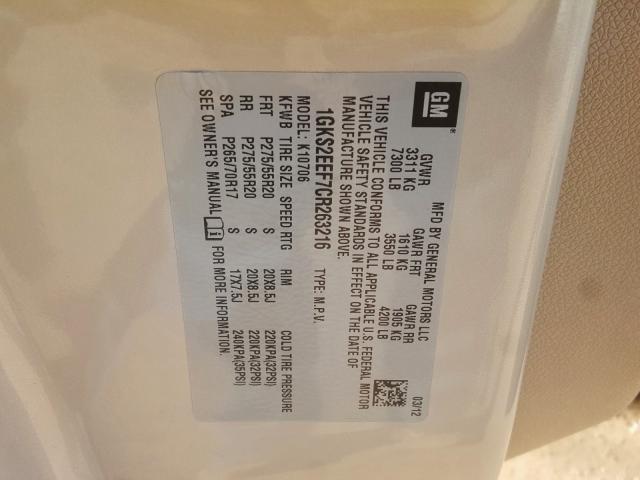 GM ®
MFD BY GENERAL MOTORS LLC
03/12
GVWR GAWR FRT GAWR RR
3311 KG 1610 KG 1905 KG
7300 LB 3550 LB 4200 LB
THIS VEHICLE CONFORMS TO ALL APPLICABLE U.S. FEDERAL MOTOR
VEHICLE SAFETY STANDARDS IN EFFECT ON THE DATE OF
MANUFACTURE SHOWN ABOVE.
1GKS2EEF7CR263216 TYPE: M.P.V.
MODEL: K10706
KFWB TIRE SIZE SPEED RTG RIM COLD TIRE PRESSURE
FRT P275/55R20 S 20X8.5J 220KPA(32PSI)
RR P275/55R20 S 20X8.5J 220KPA(32PSI)
SPA P265/70R17 S 17X7.5J 240KPA(35PSI)
SEE OWNER'S MANUAL i FOR MORE INFORMATION.